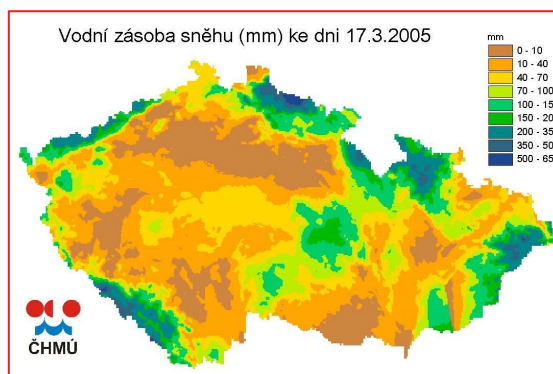 Vodní zásoba sněhu (mm) ke dni 17.3.2005
mm
0 - 10
10 - 40
40 - 70
70 - 100
100 - 15
150 - 20
200 - 35
350 - 50
500 - 65
ČHMÚ